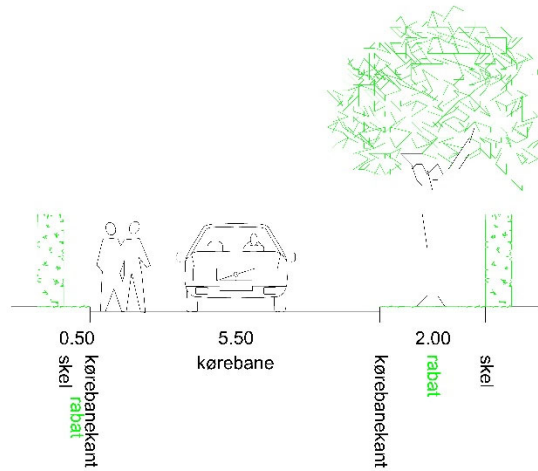 0.50 5.50 2.00
skel
rabat
kørebanekant
kørebane
kørebanekant
rabat
skel